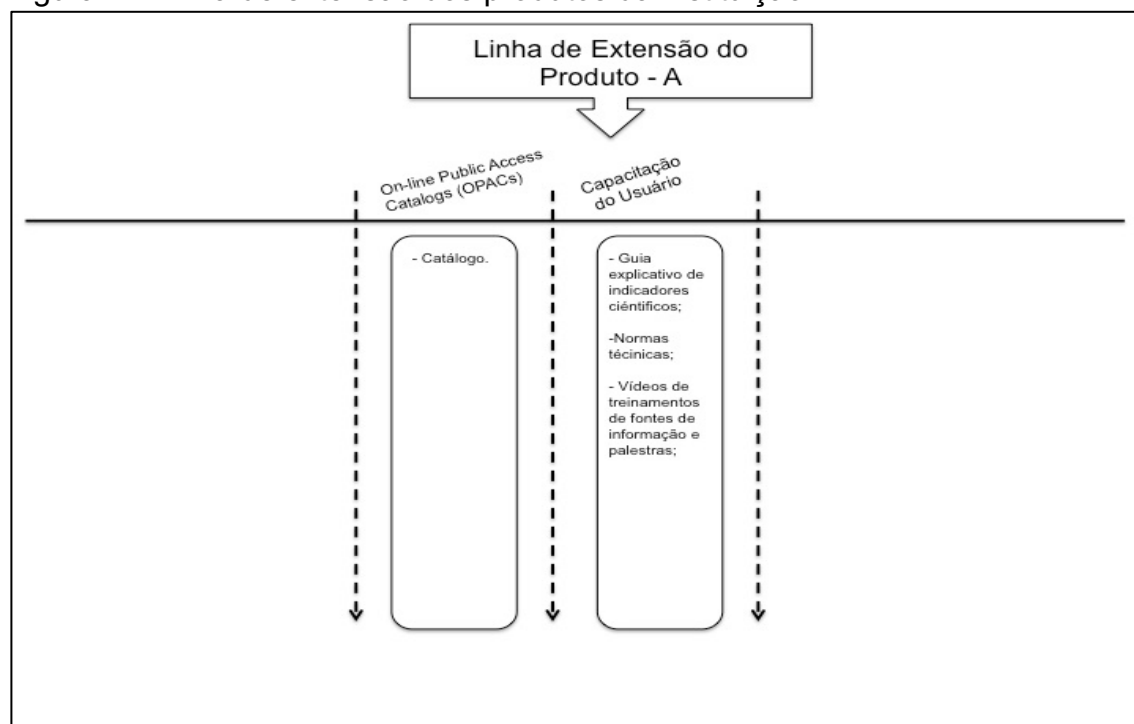 Linha de Extensão do
Produto - A
On-line Public Access
Catalogs (OPACs)
Capacitação
do Usuário
- Catálogo.
- Guia
explicativo de
indicadores
ciéntificos;
-Normas
técinicas;
- Vídeos de
treinamentos
de fontes de
informação e
palestras;